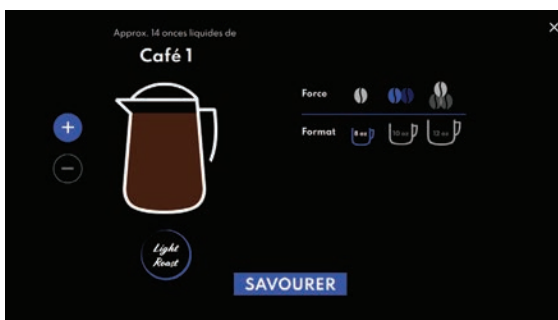 Approx. 14 onces liquides de
Café 1
Force
Format
8 oz
10 oz
12 oz
Light
Roast
SAVOURER